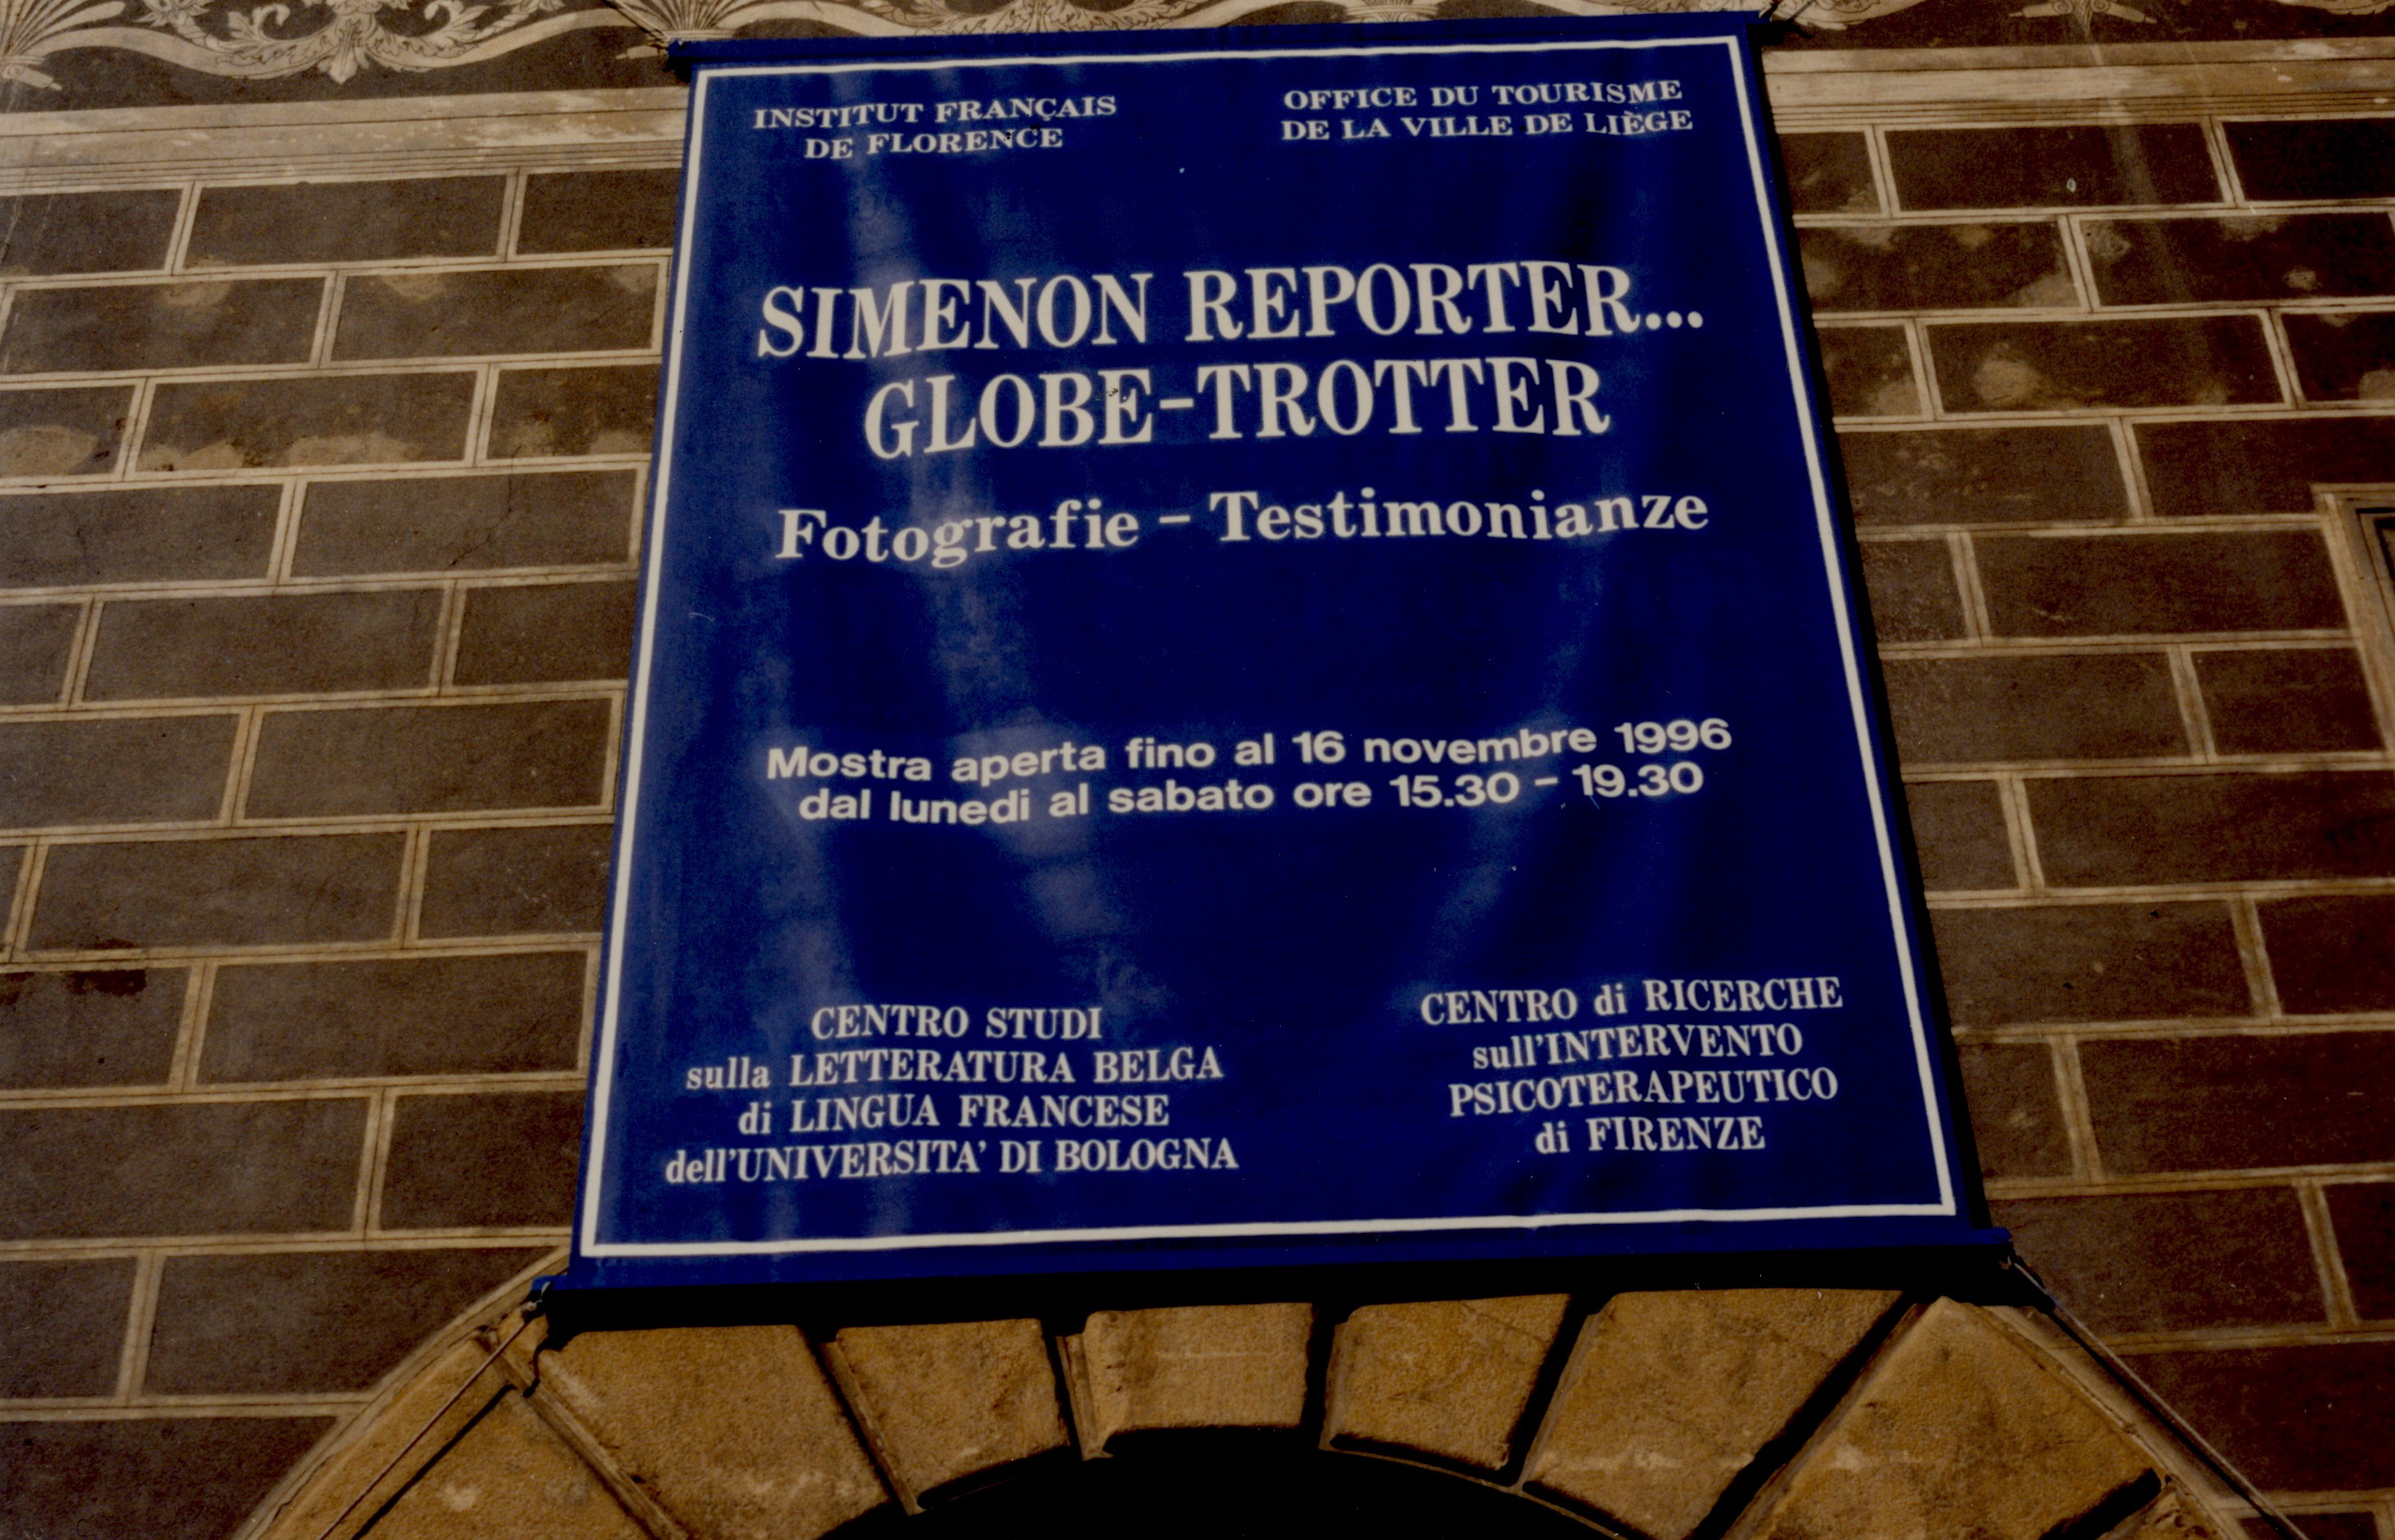 INSTITUT FRANÇAIS
DE FLORENCE
OFFICE DU TOURISME
DE LA VILLE DE LIÈGE
SIMENON REPORTER...
GLOBE-TROTTER
Fotografie - Testimonianze
Mostra aperta fino al 16 novembre 1996
dal lunedi al sabato ore 15.30 - 19.30
CENTRO STUDI
sulla LETTERATURA BELGA
di LINGUA FRANCESE
dell'UNIVERSITA' DI BOLOGNA
CENTRO di RICERCHE
sull'INTERVENTO
PSICOTERAPEUTICO
di FIRENZE